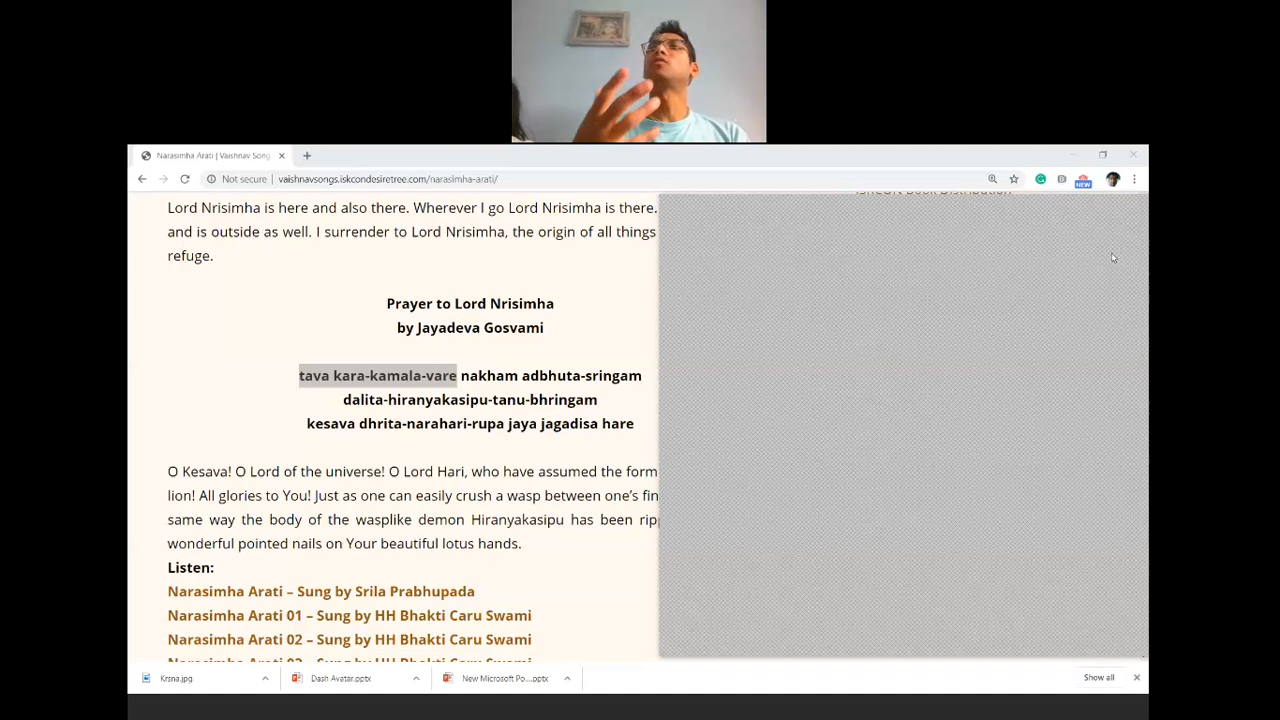 Narasimha Arati | Vaishnav Song
Not secure | vaishnavsongs.iskcondesiretree.com/narasimha-arati/
NEW
Lord Nrisimha is here and also there. Wherever I go Lord Nrisimha is there.
and is outside as well. I surrender to Lord Nrisimha, the origin of all things
refuge.
Prayer to Lord Nrisimha
by Jayadeva Gosvami
tava kara-kamala-vare nakham adbhuta-sringam
dalita-hiranyakasipu-tanu-bhringam
kesava dhrita-narahari-rupa jaya jagadisa hare
O Kesava! O Lord of the universe! O Lord Hari, who have assumed the form
lion! All glories to You! Just as one can easily crush a wasp between one's fin
same way the body of the wasplike demon Hiranyakasipu has been rip
wonderful pointed nails on Your beautiful lotus hands.
Listen:
Narasimha Arati – Sung by Srila Prabhupada
Narasimha Arati 01 – Sung by HH Bhakti Caru Swami
Narasimha Arati 02 – Sung by HH Bhakti Caru Swami
Krsna.jpg
Dash Avatar.pptx
New Microsoft Po....pptx
Show all